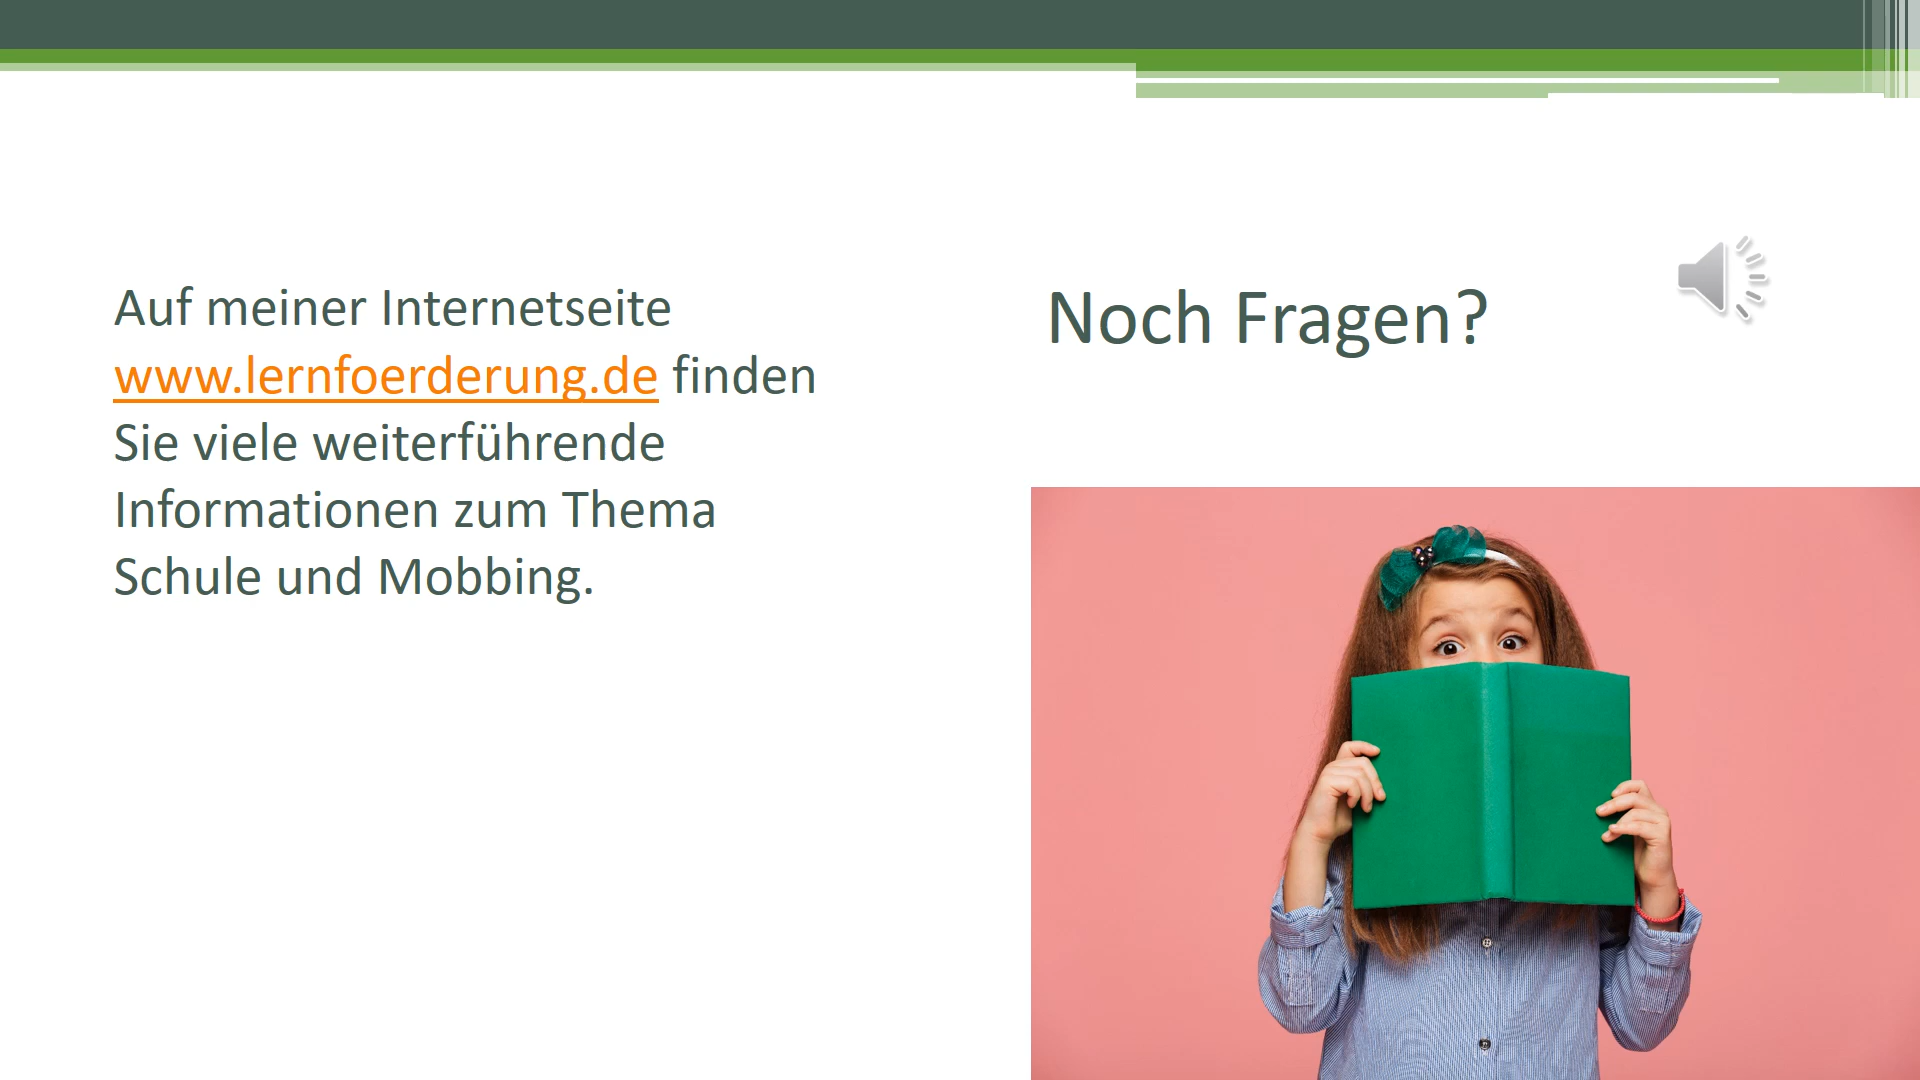 Auf meiner Internetseite
www.lernfoerderung.de finden
Sie viele weiterführende
Informationen zum Thema
Schule und Mobbing.
Noch Fragen?